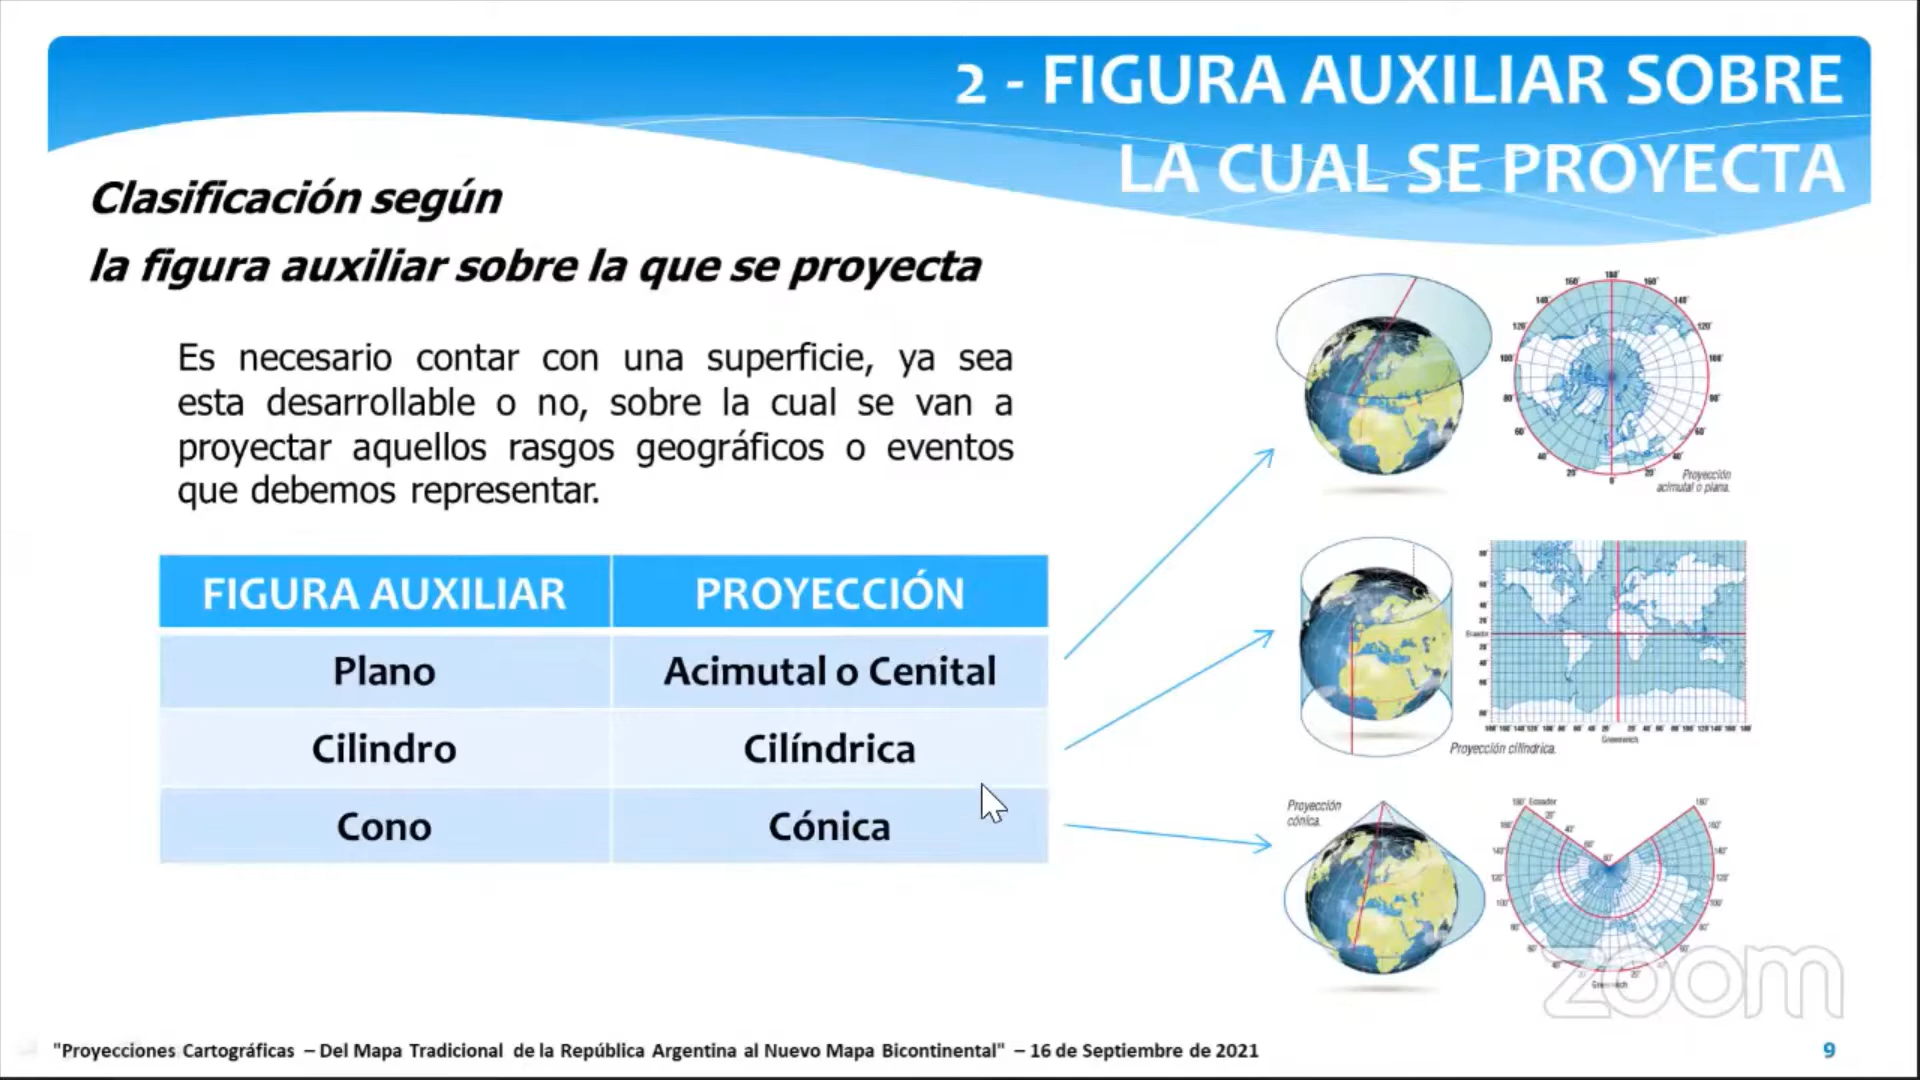 2 - FIGURA AUXILIAR SOBRE
LA CUAL SE PROYECTA
Clasificación según
la figura auxiliar sobre la que se proyecta
Es necesario contar con una superficie, ya sea
esta desarrollable o no, sobre la cual se van a
proyectar aquellos rasgos geográficos o eventos
que debemos representar.
FIGURA AUXILIAR PROYECCIÓN
Plano Acimutal o Cenital
Cilindro Cilíndrica
Cono Cónica
Proyección
acimutal o plana.
Ecuador
Greenwich
Proyección cilíndrica.
Proyección
cónica.
Ecuador
Greenwich
zoom
"Proyecciones Cartográficas – Del Mapa Tradicional de la República Argentina al Nuevo Mapa Bicontinental" – 16 de Septiembre de 2021
9